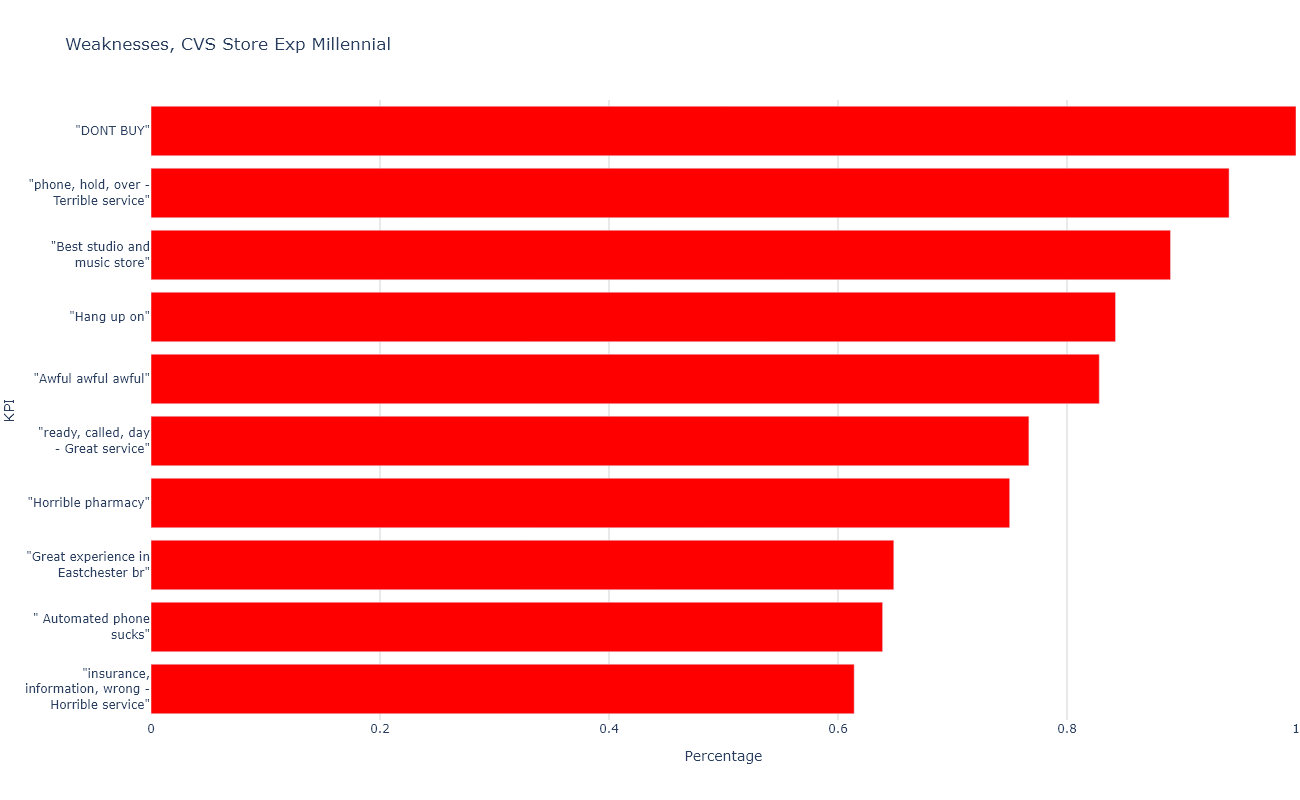 Weaknesses, CVS Store Exp Millennial
"DONT BUY"
"phone, hold, over -
Terrible service"
"Best studio and
music store"
"Hang up on"
"Awful awful awful"
"ready, called, day
- Great service"
"Horrible pharmacy"
"Great experience in
Eastchester br"
" Automated phone
sucks"
"insurance,
information, wrong -
Horrible service"
KPI
0 0.2 0.4 0.6 0.8 1
Percentage